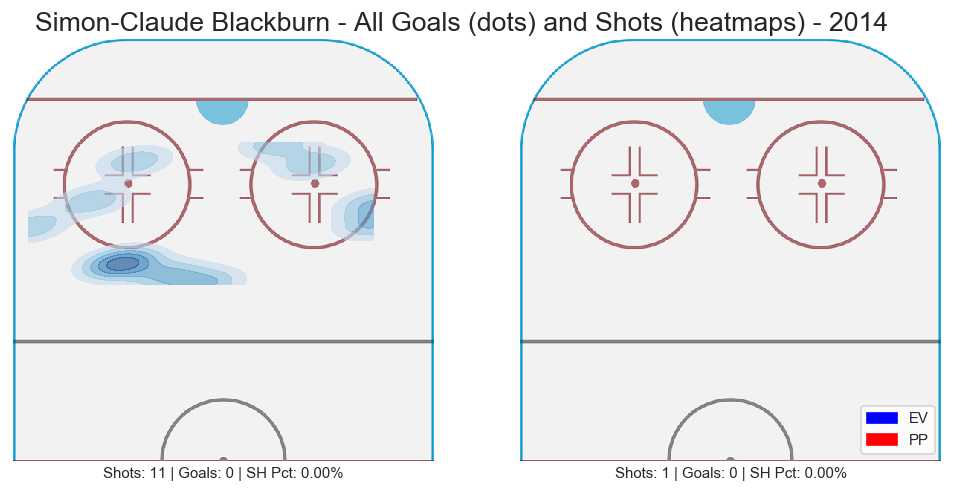 Simon-Claude Blackburn - All Goals (dots) and Shots (heatmaps) - 2014
EV
PP
Shots: 11 | Goals: 0 | SH Pct: 0.00%
Shots: 1 | Goals: 0 | SH Pct: 0.00%